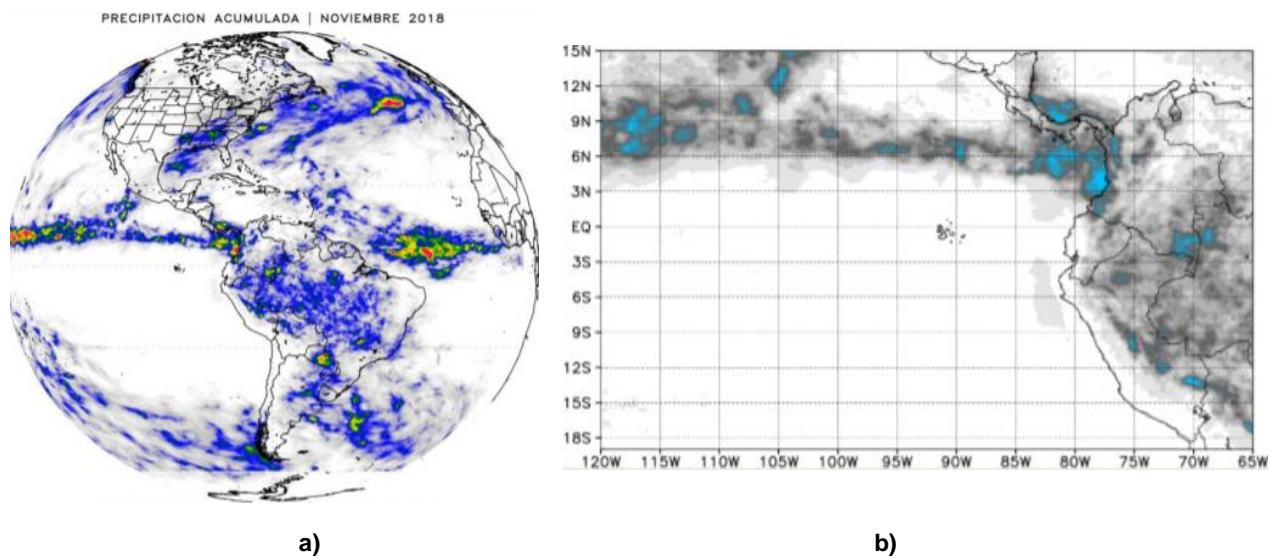 PRECIPITACION ACUMULADA | NOVIEMBRE 2018
15N
12N
9N
6N
3N
EQ
3S
6S
9S
12S
15S
18S
120W 115W 110W 105W 100W 95W 90W 85W 80W 75W 70W 65W
a) b)